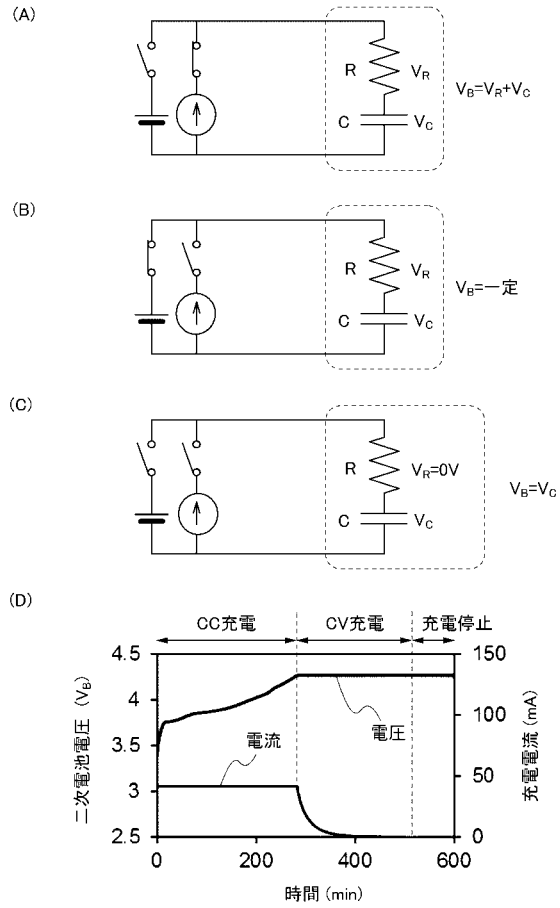 (A)
R
V_R
C
V_C
V_B=V_R+V_C
(B)
R
V_R
C
V_C
V_B=一定
(C)
R
V_R=0V
C
V_C
V_B=V_C
(D)
CC充電
CV充電
充電停止
4.5
4
3.5
3
2.5
二次電池電圧 (V_B)
電流
電圧
150
100
50
0
充電電流 (mA)
0
200
400
600
時間 (min)